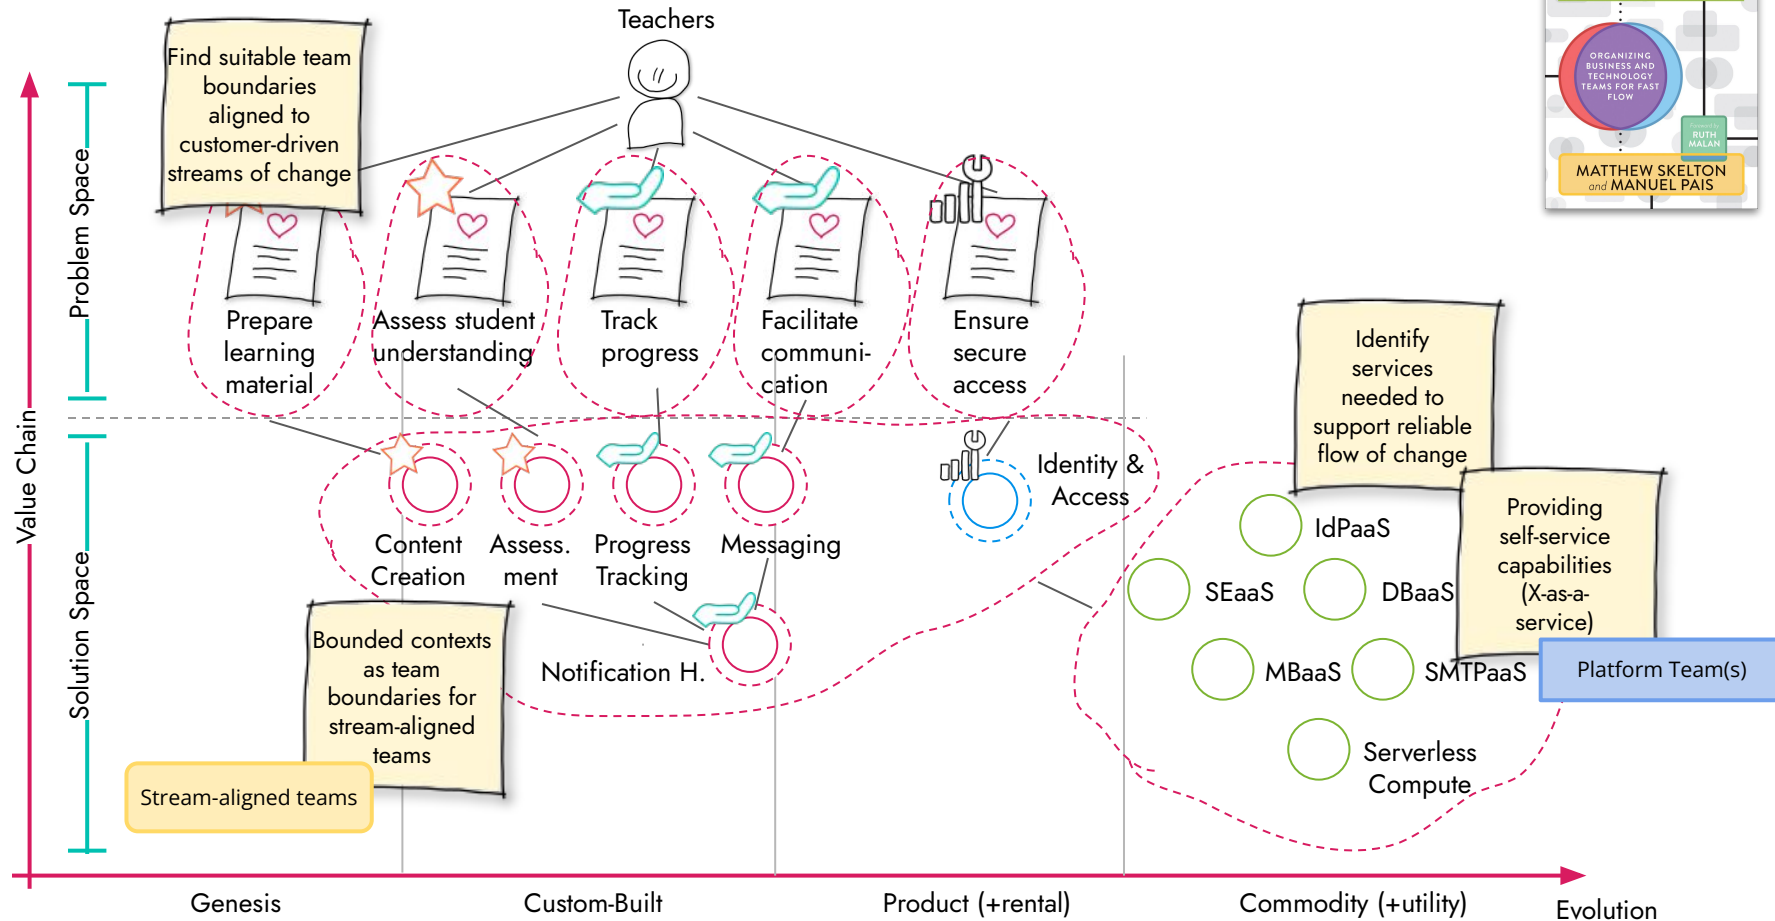 Teachers
Find suitable team
boundaries
aligned to
customer-driven
streams of change
ORGANIZING
BUSINESS AND
TECHNOLOGY
TEAMS FOR FAST
FLOW
Foreword by
RUTH
MALAN
MATTHEW SKELTON
and MANUEL PAIS
Value Chain
Problem Space
Solution Space
Prepare
learning
material
Assess student
understanding
Track
progress
Facilitate
communi-
cation
Ensure
secure
access
Identify
services
needed to
support reliable
flow of change
Providing
self-service
capabilities
(X-as-a-
service)
Platform Team(s)
Identity &
Access
Content
Creation
Assess.
ment
Progress
Tracking
Messaging
Notification H.
IdPaaS
SEaaS
DBaaS
MBaaS
SMTPaaS
Serverless
Compute
Bounded contexts
as team
boundaries for
stream-aligned
teams
Stream-aligned teams
Genesis
Custom-Built
Product (+rental)
Commodity (+utility)
Evolution